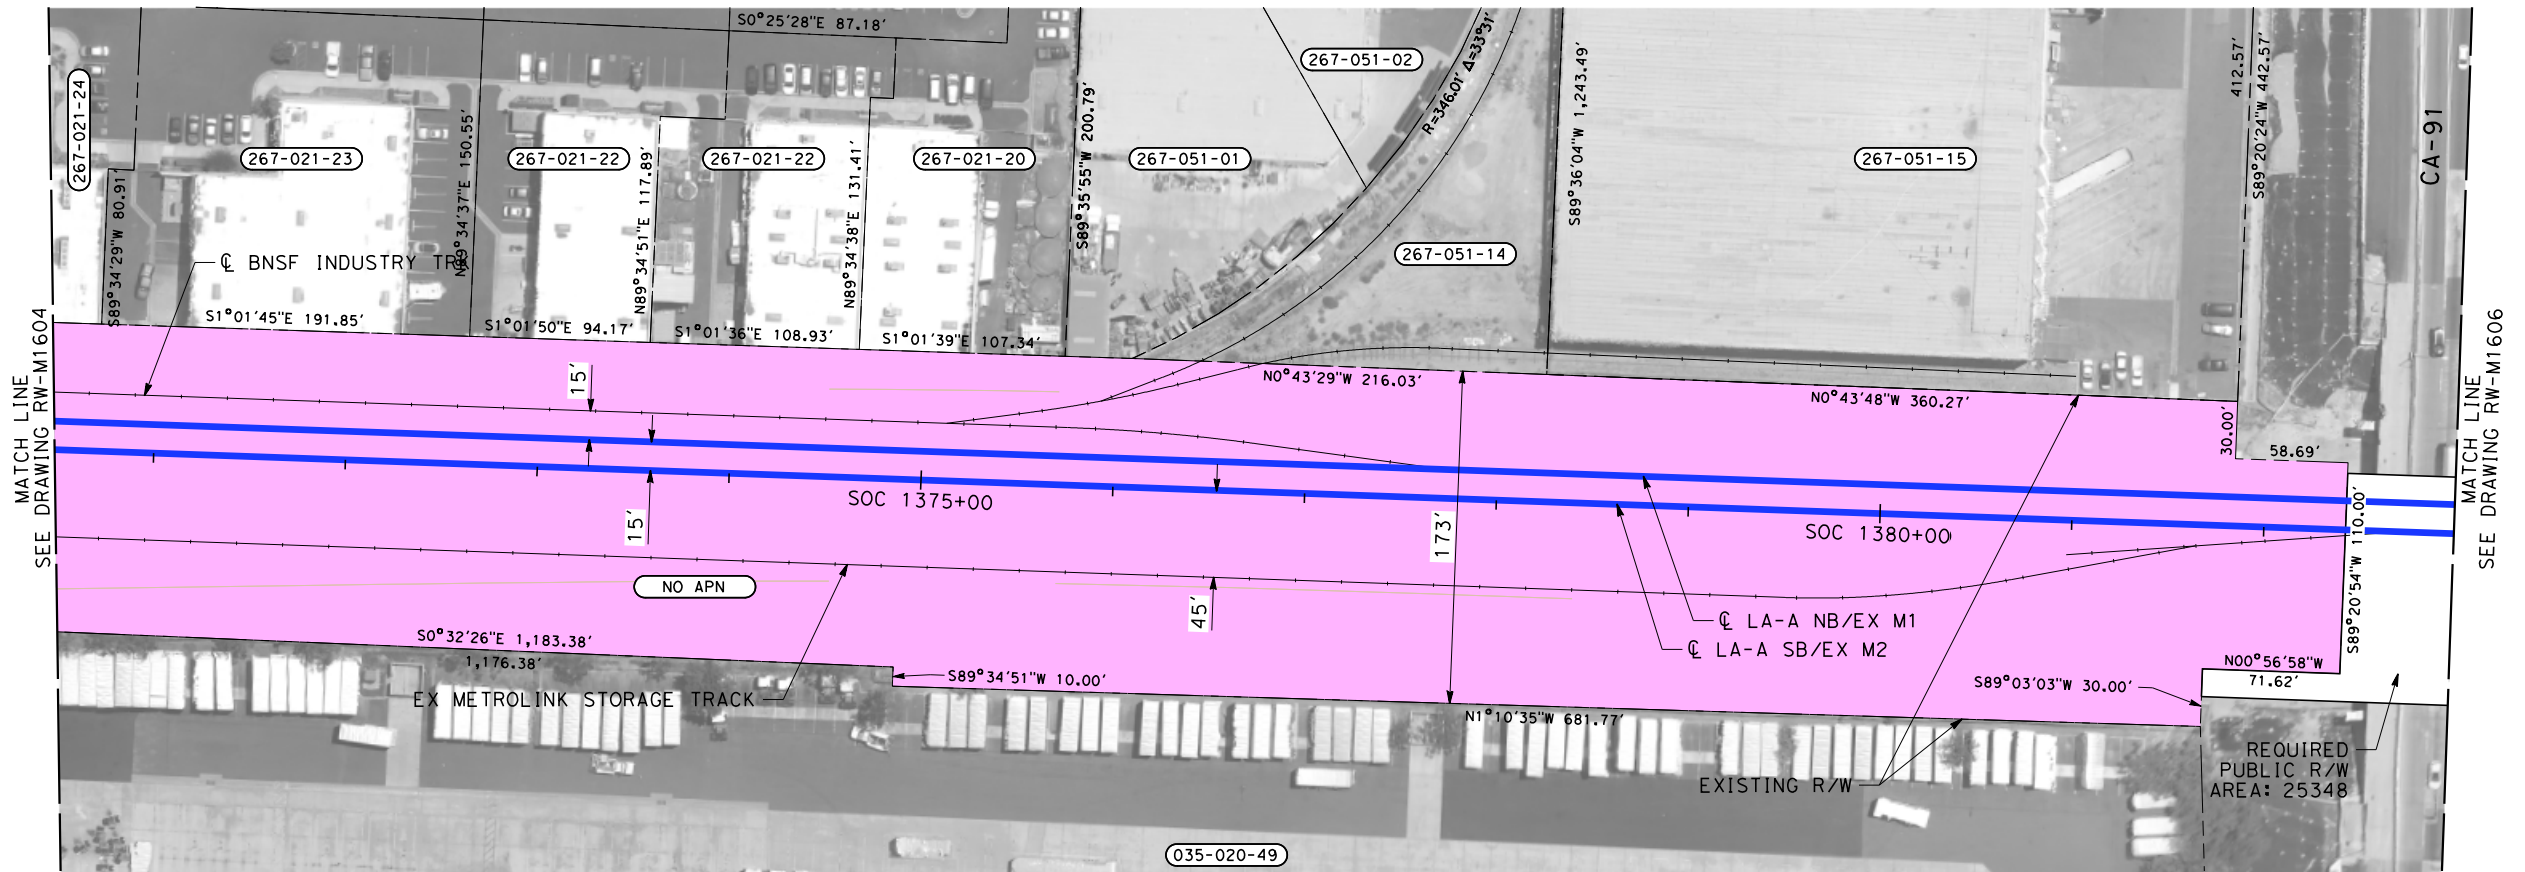 S0°25'28"E 87.18'
267-021-24
267-021-23
267-021-22
267-021-22
267-021-20
267-051-01
267-051-02
267-051-14
267-051-15
CA-91
S89°34'29"W 80.91'
N89°34'37"E 150.55'
N89°34'51"E 117.89'
N89°34'38"E 131.41'
S89°35'55"W 200.79'
R=346.01' Δ=33°31'
S89°36'04"W 1,243.49'
412.57'
S89°20'24"W 442.57'
℄ BNSF INDUSTRY TRK
S1°01'45"E 191.85'
S1°01'50"E 94.17'
S1°01'36"E 108.93'
S1°01'39"E 107.34'
N0°43'29"W 216.03'
N0°43'48"W 360.27'
30.00'
58.69'
MATCH LINE
SEE DRAWING RW-M1604
MATCH LINE
SEE DRAWING RW-M1606
15'
15'
SOC 1375+00
173'
SOC 1380+00
S89°20'54"W 110.00'
NO APN
45'
℄ LA-A NB/EX M1
℄ LA-A SB/EX M2
S0°32'26"E 1,183.38'
1,176.38'
EX METROLINK STORAGE TRACK
S89°34'51"W 10.00'
N1°10'35"W 681.77'
S89°03'03"W 30.00'
N00°56'58"W
71.62'
EXISTING R/W
REQUIRED
PUBLIC R/W
AREA: 25348
035-020-49